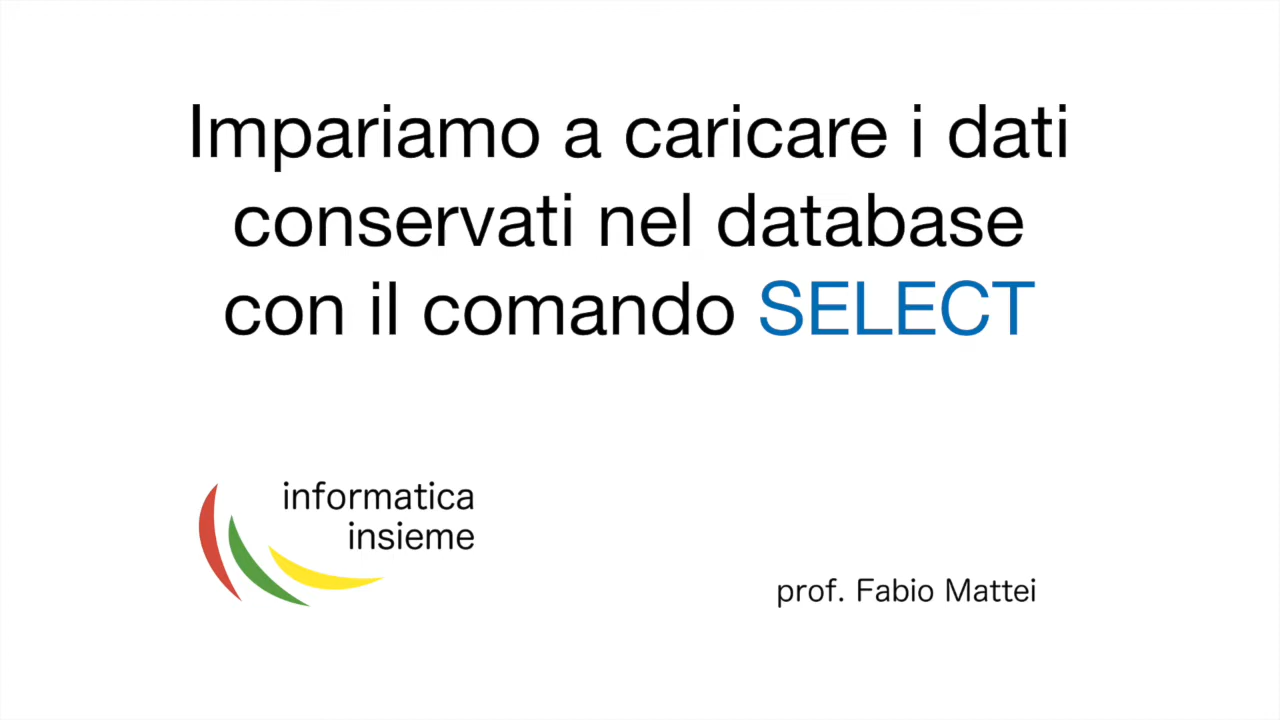 Impariamo a caricare i dati
conservati nel database
con il comando SELECT
informatica
insieme
prof. Fabio Mattei